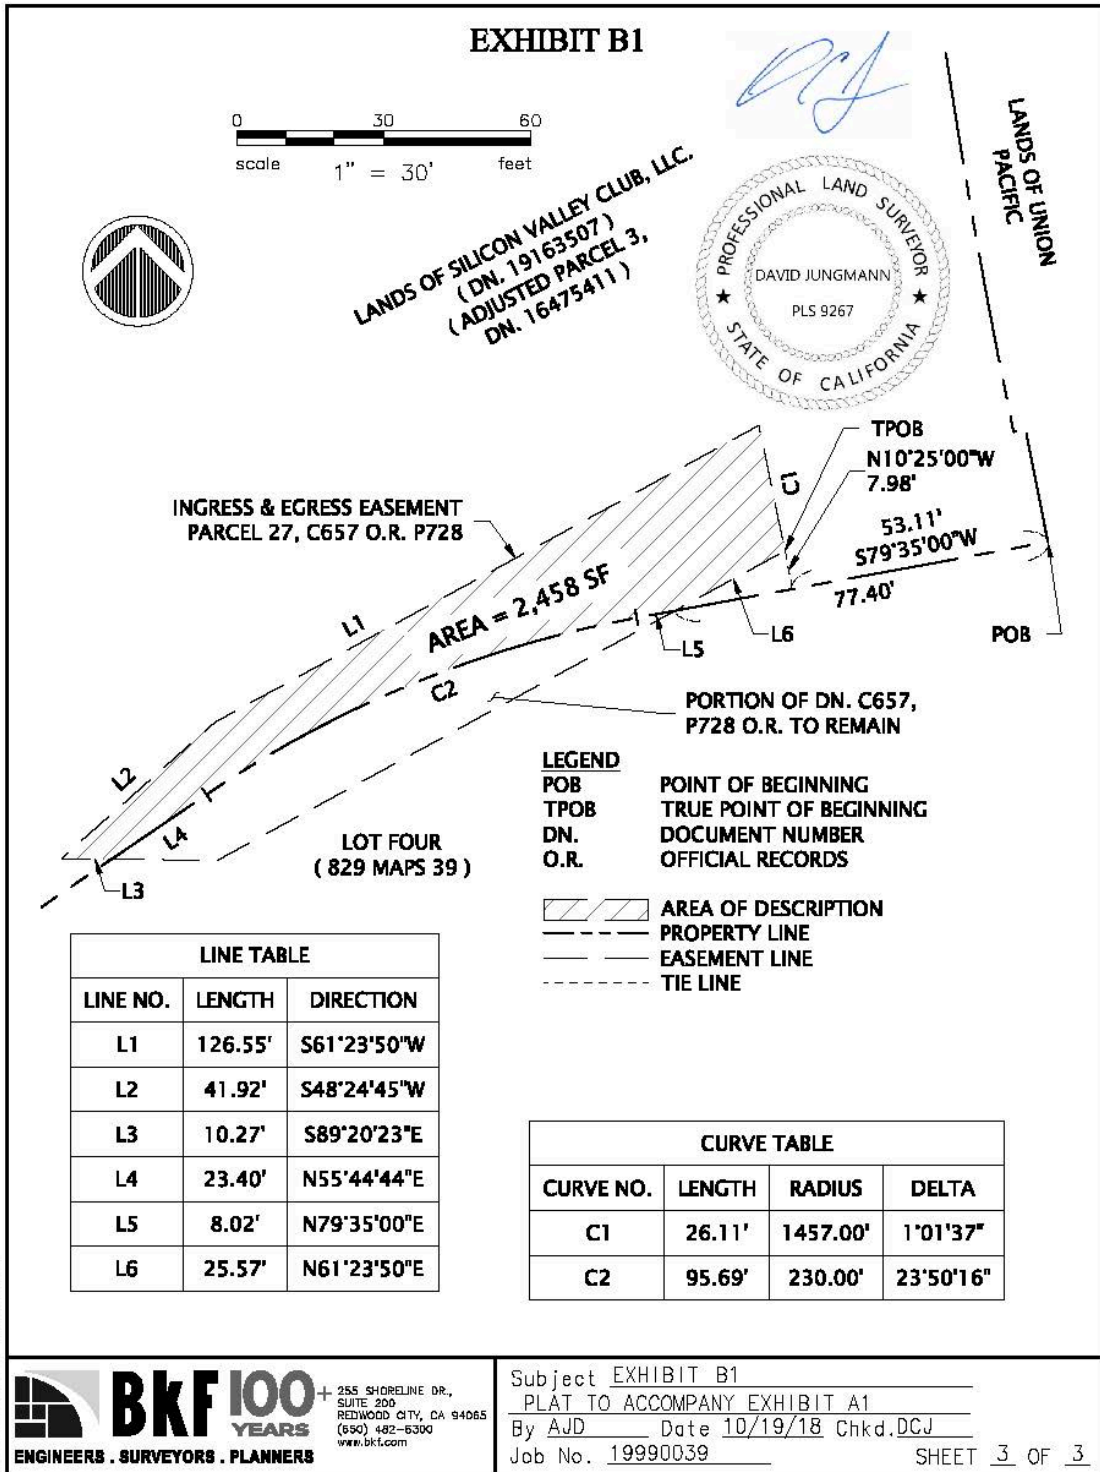 EXHIBIT B1
0 30 60
scale 1" = 30' feet
LANDS OF SILICON VALLEY CLUB, LLC.
( DN. 19163507 )
( ADJUSTED PARCEL 3,
DN. 16475411 )
PROFESSIONAL LAND SURVEYOR
DAVID JUNGMANN
PLS 9267
★ STATE OF CALIFORNIA ★
LANDS OF UNION
PACIFIC
TPOB
N10°25'00"W
7.98'
C1
53.11'
S79°35'00"W
77.40'
POB
INGRESS & EGRESS EASEMENT
PARCEL 27, C657 O.R. P728
AREA = 2,458 SF
L1
L6
L5
C2
PORTION OF DN. C657,
P728 O.R. TO REMAIN
L2
L4
L3
LOT FOUR
( 829 MAPS 39 )
LEGEND
POB POINT OF BEGINNING
TPOB TRUE POINT OF BEGINNING
DN. DOCUMENT NUMBER
O.R. OFFICIAL RECORDS
AREA OF DESCRIPTION
PROPERTY LINE
EASEMENT LINE
TIE LINE
LINE TABLE
LINE NO. LENGTH DIRECTION
L1 126.55' S61°23'50"W
L2 41.92' S48°24'45"W
L3 10.27' S89°20'23"E
L4 23.40' N55°44'44"E
L5 8.02' N79°35'00"E
L6 25.57' N61°23'50"E
CURVE TABLE
CURVE NO. LENGTH RADIUS DELTA
C1 26.11' 1457.00' 1°01'37"
C2 95.69' 230.00' 23°50'16"
BKF 100+ YEARS
ENGINEERS . SURVEYORS . PLANNERS
255 SHORELINE DR.,
SUITE 200
REDWOOD CITY, CA 94065
(650) 482-6300
www.bkf.com
Subject EXHIBIT B1
PLAT TO ACCOMPANY EXHIBIT A1
By AJD Date 10/19/18 Chkd.DCJ
Job No. 19990039 SHEET 3 OF 3